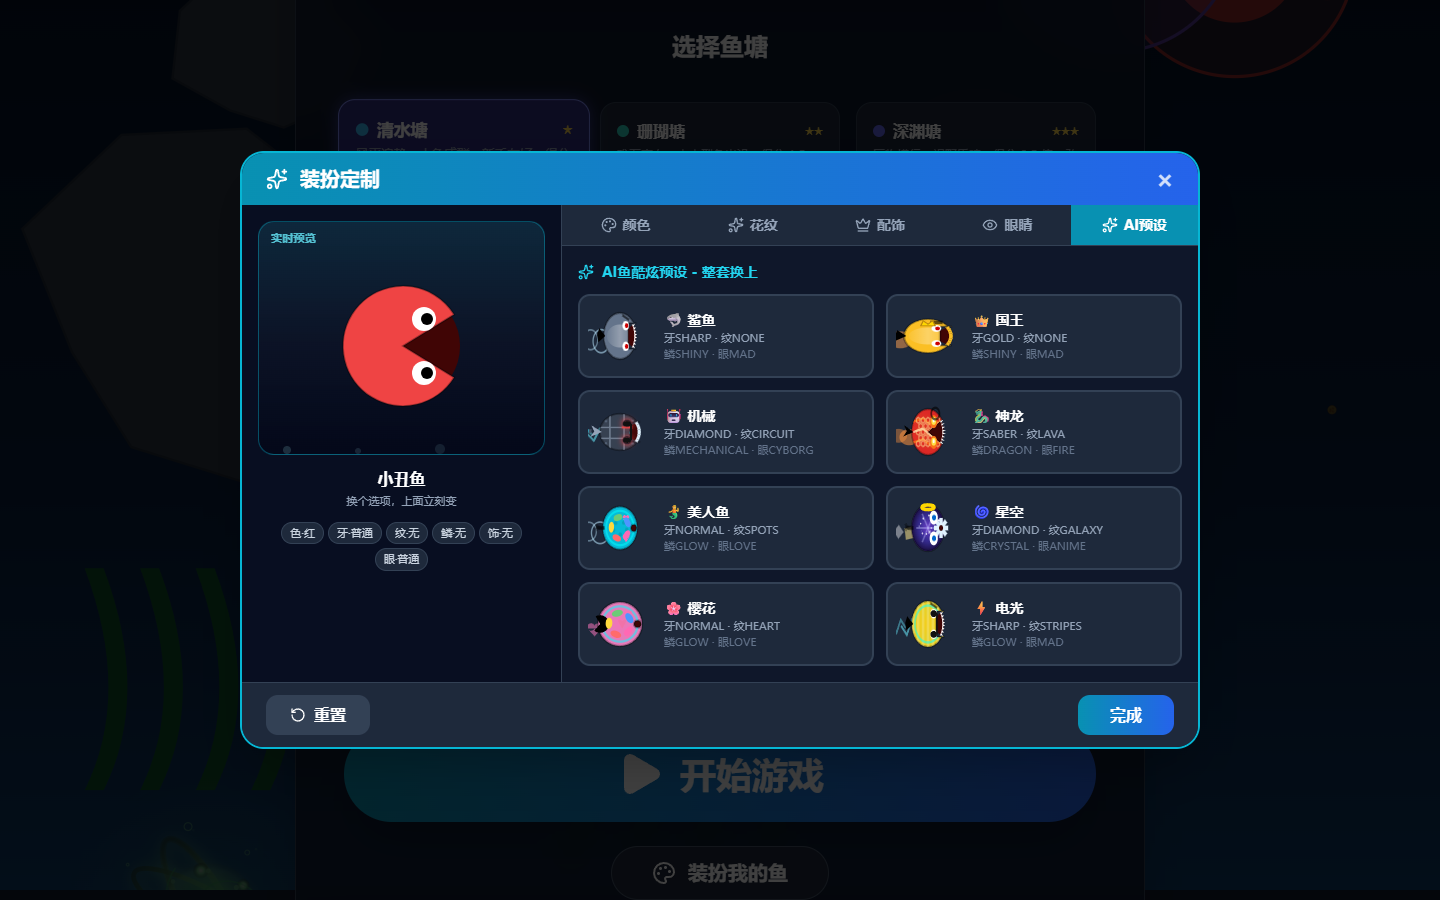 选择鱼塘
清水塘 ★
珊瑚塘 ★★
深渊塘 ★★★
装扮定制 ×
实时预览
小丑鱼
换个选项，上面立刻变
色·红 牙·普通 纹·无 鳞·无 饰·无
眼·普通
颜色 花纹 配饰 眼睛 AI预设
AI鱼酷炫预设 - 整套换上
鲨鱼
牙SHARP · 纹NONE
鳞SHINY · 眼MAD
国王
牙GOLD · 纹NONE
鳞SHINY · 眼MAD
机械
牙DIAMOND · 纹CIRCUIT
鳞MECHANICAL · 眼CYBORG
神龙
牙SABER · 纹LAVA
鳞DRAGON · 眼FIRE
美人鱼
牙NORMAL · 纹SPOTS
鳞GLOW · 眼LOVE
星空
牙DIAMOND · 纹GALAXY
鳞CRYSTAL · 眼ANIME
樱花
牙NORMAL · 纹HEART
鳞GLOW · 眼LOVE
电光
牙SHARP · 纹STRIPES
鳞GLOW · 眼MAD
重置
完成
开始游戏
装扮我的鱼